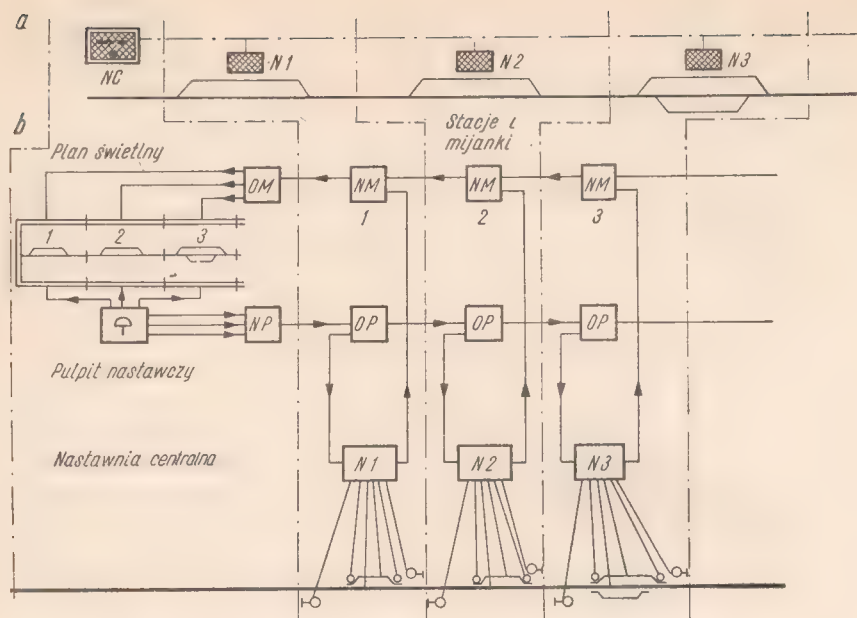 a
NC
N1
N2
N3
b
Stacje i
mijanki
Plan świetlny
OM
NM
NM
NM
1
2
3
1
2
3
NP
OP
OP
OP
Pulpit nastawczy
Nastawnia centralna
N1
N2
N3